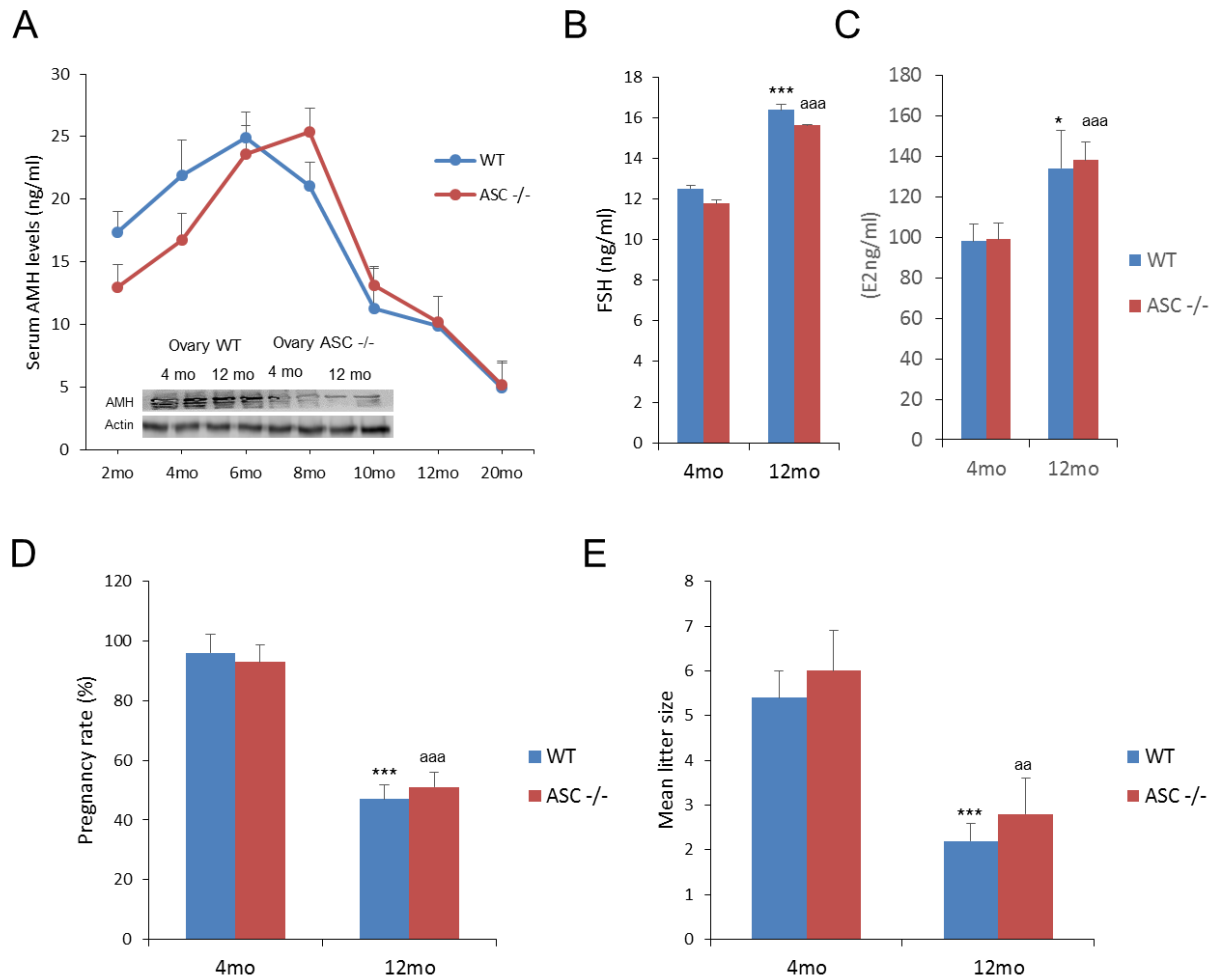 A
30
25
20
15
10
5
0
Serum AMH levels (ng/ml)
WT
ASC -/-
Ovary WT Ovary ASC -/-
4 mo 12 mo 4 mo 12 mo
AMH
Actin
2mo 4mo 6mo 8mo 10mo 12mo 20mo
B
18
16
14
12
10
8
6
4
2
0
FSH (ng/ml)
*** aaa
4mo 12mo
C
180
160
140
120
100
80
60
40
20
0
(E2ng/ml)
* aaa
WT
ASC -/-
4mo 12mo
D
120
100
80
60
40
20
0
Pregnancy rate (%)
*** aaa
WT
ASC -/-
4mo 12mo
E
8
7
6
5
4
3
2
1
0
Mean litter size
*** aa
WT
ASC -/-
4mo 12mo